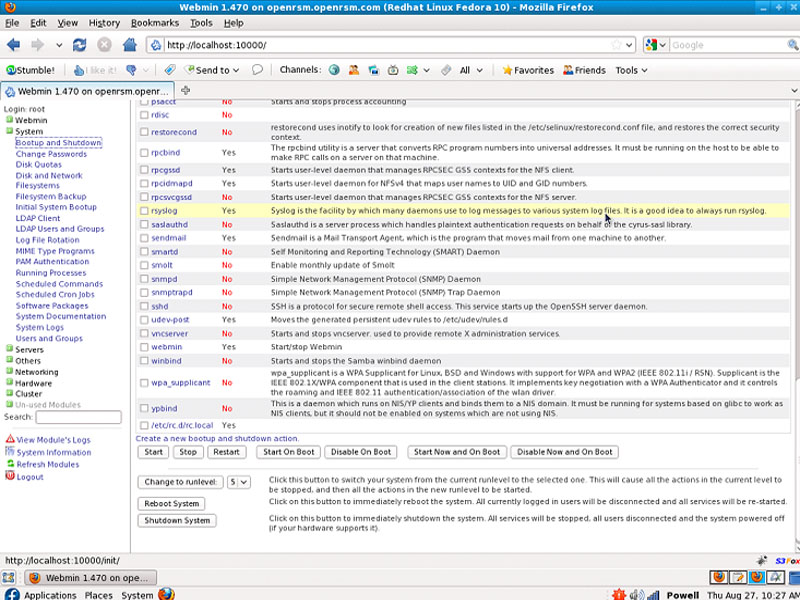 Webmin 1.470 on openrsm.openrsm.com (Redhat Linux Fedora 10) - Mozilla Firefox
File Edit View History Bookmarks Tools Help
http://localhost:10000/
Google
Stumble! I like it! Send to Channels: All Favorites Friends Tools
Webmin 1.470 on openrsm.openr...
Login: root
Webmin
System
Bootup and Shutdown
Change Passwords
Disk Quotas
Disk and Network
Filesystems
Filesystem Backup
Initial System Bootup
LDAP Client
LDAP Users and Groups
Log File Rotation
MIME Type Programs
PAM Authentication
Running Processes
Scheduled Commands
Scheduled Cron Jobs
Software Packages
System Documentation
System Logs
Users and Groups
Servers
Others
Networking
Hardware
Cluster
Un-used Modules
Search:
View Module's Logs
System Information
Refresh Modules
Logout
psacct No Starts and stops process accounting
rdisc No
restorecond No restorecond uses inotify to look for creation of new files listed in the /etc/selinux/restorecond.conf file, and restores the correct security
context.
rpcbind Yes The rpcbind utility is a server that converts RPC program numbers into universal addresses. It must be running on the host to be able to
make RPC calls on a server on that machine.
rpcgssd Yes Starts user-level daemon that manages RPCSEC GSS contexts for the NFS client.
rpcidmapd Yes Starts user-level daemon for NFSv4 that maps user names to UID and GID numbers.
rpcsvcgssd No Starts user-level daemon that manages RPCSEC GSS contexts for the NFS server.
rsyslog Yes Syslog is the facility by which many daemons use to log messages to various system log files. It is a good idea to always run rsyslog.
saslauthd No Saslauthd is a server process which handles plaintext authentication requests on behalf of the cyrus-sasl library.
sendmail Yes Sendmail is a Mail Transport Agent, which is the program that moves mail from one machine to another.
smartd No Self Monitoring and Reporting Technology (SMART) Daemon
smolt No Enable monthly update of Smolt
snmpd No Simple Network Management Protocol (SNMP) Daemon
snmptrapd No Simple Network Management Protocol (SNMP) Trap Daemon
sshd No SSH is a protocol for secure remote shell access. This service starts up the OpenSSH server daemon.
udev-post Yes Moves the generated persistent udev rules to /etc/udev/rules.d
vncserver No Starts and stops vncserver. used to provide remote X administration services.
webmin Yes Start/stop Webmin
winbind No Starts and stops the Samba winbind daemon
wpa_supplicant No wpa_supplicant is a WPA Supplicant for Linux, BSD and Windows with support for WPA and WPA2 (IEEE 802.11i / RSN). Supplicant is the
IEEE 802.1X/WPA component that is used in the client stations. It implements key negotiation with a WPA Authenticator and it controls
the roaming and IEEE 802.11 authentication/association of the wlan driver.
ypbind No This is a daemon which runs on NIS/YP clients and binds them to a NIS domain. It must be running for systems based on glibc to work as
NIS clients, but it should not be enabled on systems which are not using NIS.
/etc/rc.d/rc.local Yes
Create a new bootup and shutdown action.
Start Stop Restart Start On Boot Disable On Boot Start Now and On Boot Disable Now and On Boot
Change to runlevel: 5 Click this button to switch your system from the current runlevel to the selected one. This will cause all the actions in the current level to
be stopped, and then all the actions in the new runlevel to be started.
Reboot System Click on this button to immediately reboot the system. All currently logged in users will be disconnected and all services will be re-started.
Shutdown System Click on this button to immediately shutdown the system. All services will be stopped, all users disconnected and the system powered off
(if your hardware supports it).
http://localhost:10000/init/
S3Fox
Webmin 1.470 on ope...
Applications Places System Powell Thu Aug 27, 10:27 AM